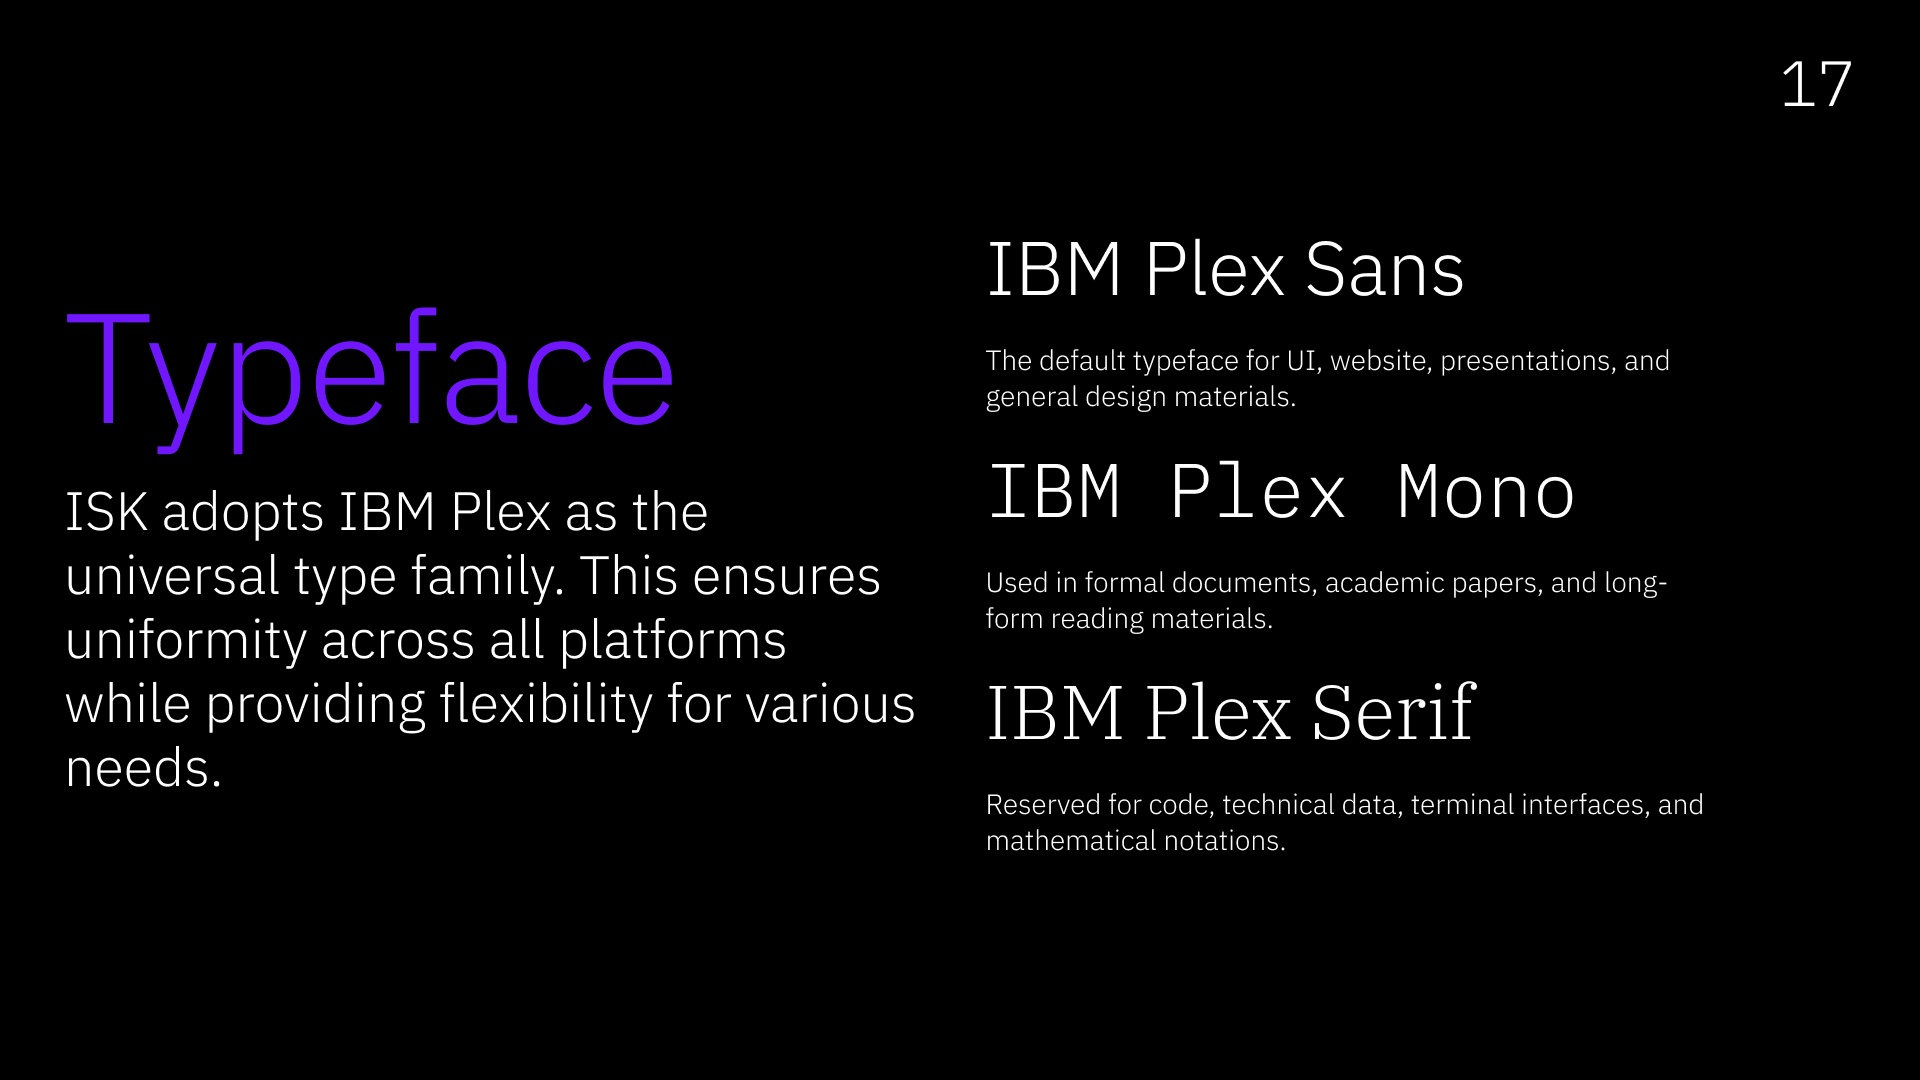 17
Typeface
ISK adopts IBM Plex as the
universal type family. This ensures
uniformity across all platforms
while providing flexibility for various
needs.
IBM Plex Sans
The default typeface for UI, website, presentations, and
general design materials.
IBM Plex Mono
Used in formal documents, academic papers, and long-
form reading materials.
IBM Plex Serif
Reserved for code, technical data, terminal interfaces, and
mathematical notations.